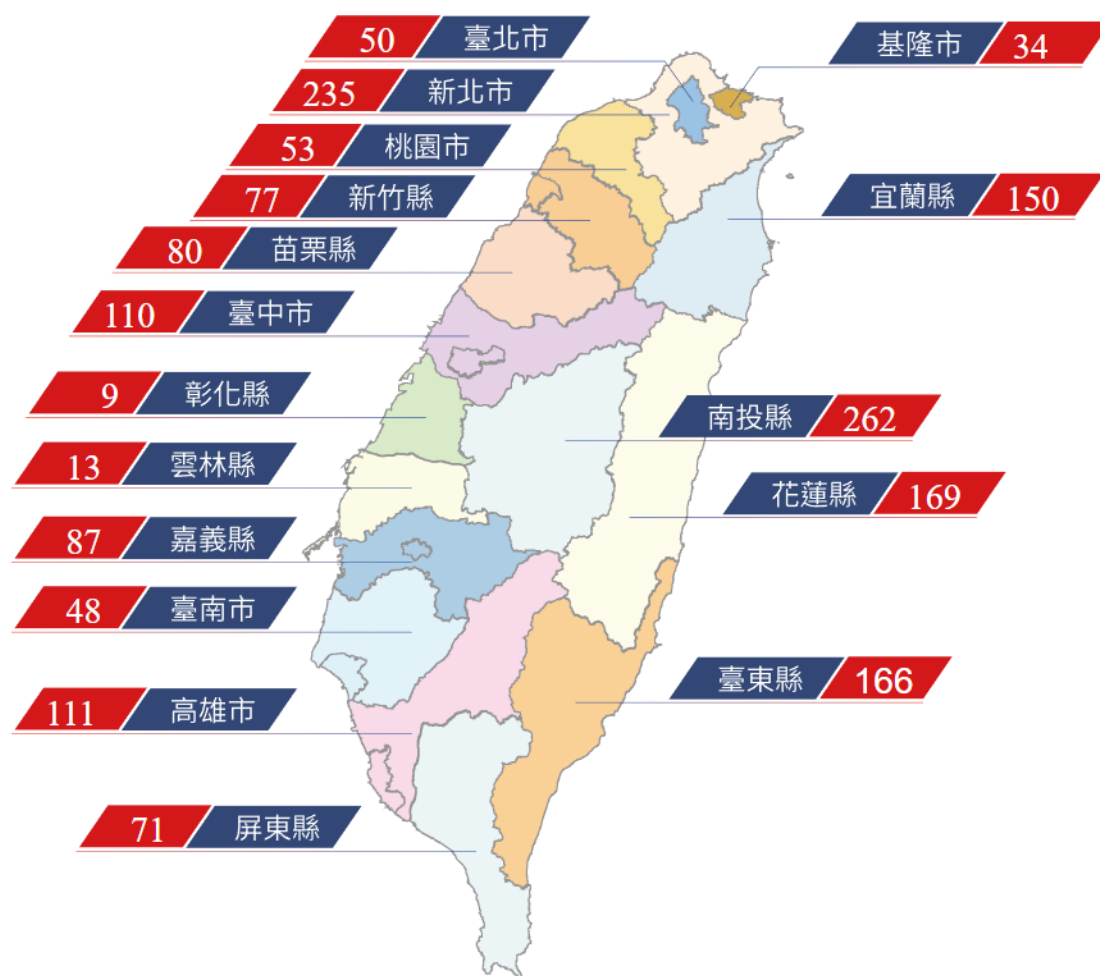 50 臺北市
基隆市 34
235 新北市
53 桃園市
77 新竹縣
宜蘭縣 150
80 苗栗縣
110 臺中市
9 彰化縣
南投縣 262
13 雲林縣
花蓮縣 169
87 嘉義縣
48 臺南市
臺東縣 166
111 高雄市
71 屏東縣